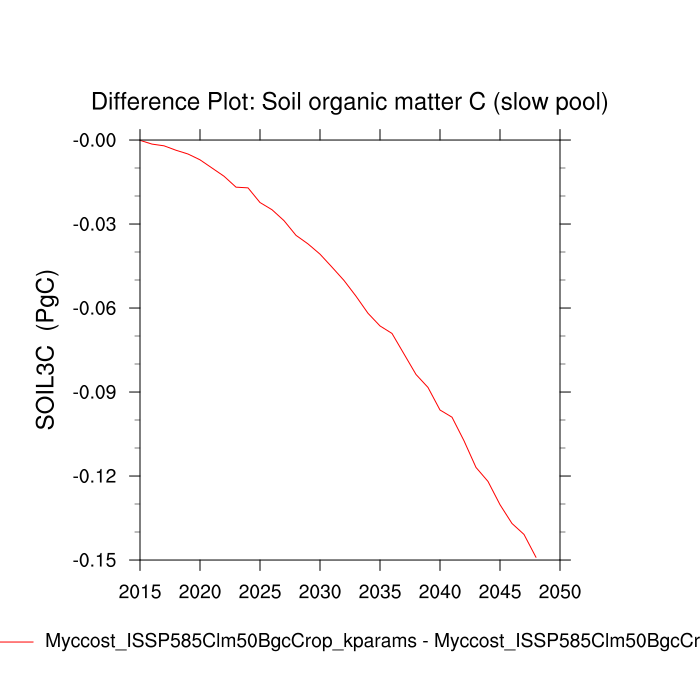 Difference Plot: Soil organic matter C (slow pool)
SOIL3C (PgC)
-0.00
-0.03
-0.06
-0.09
-0.12
-0.15
2015 2020 2025 2030 2035 2040 2045 2050
Myccost_ISSP585Clm50BgcCrop_kparams - Myccost_ISSP585Clm50BgcCr